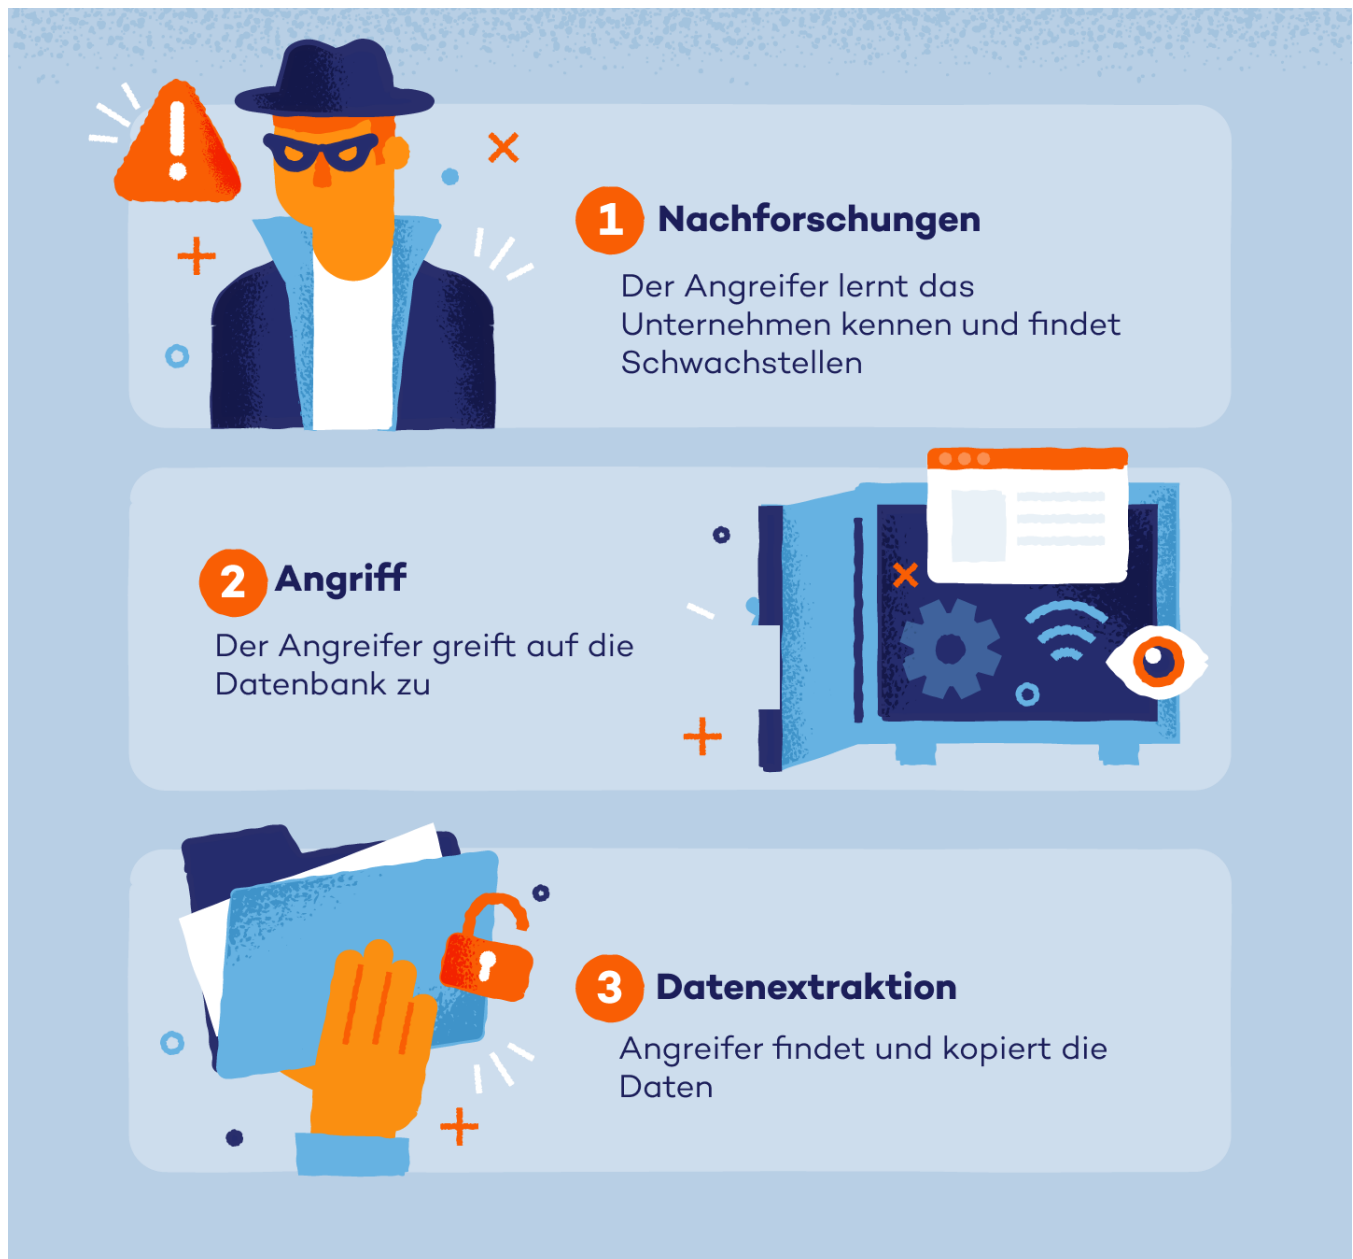 1 Nachforschungen
Der Angreifer lernt das
Unternehmen kennen und findet
Schwachstellen
2 Angriff
Der Angreifer greift auf die
Datenbank zu
3 Datenextraktion
Angreifer findet und kopiert die
Daten